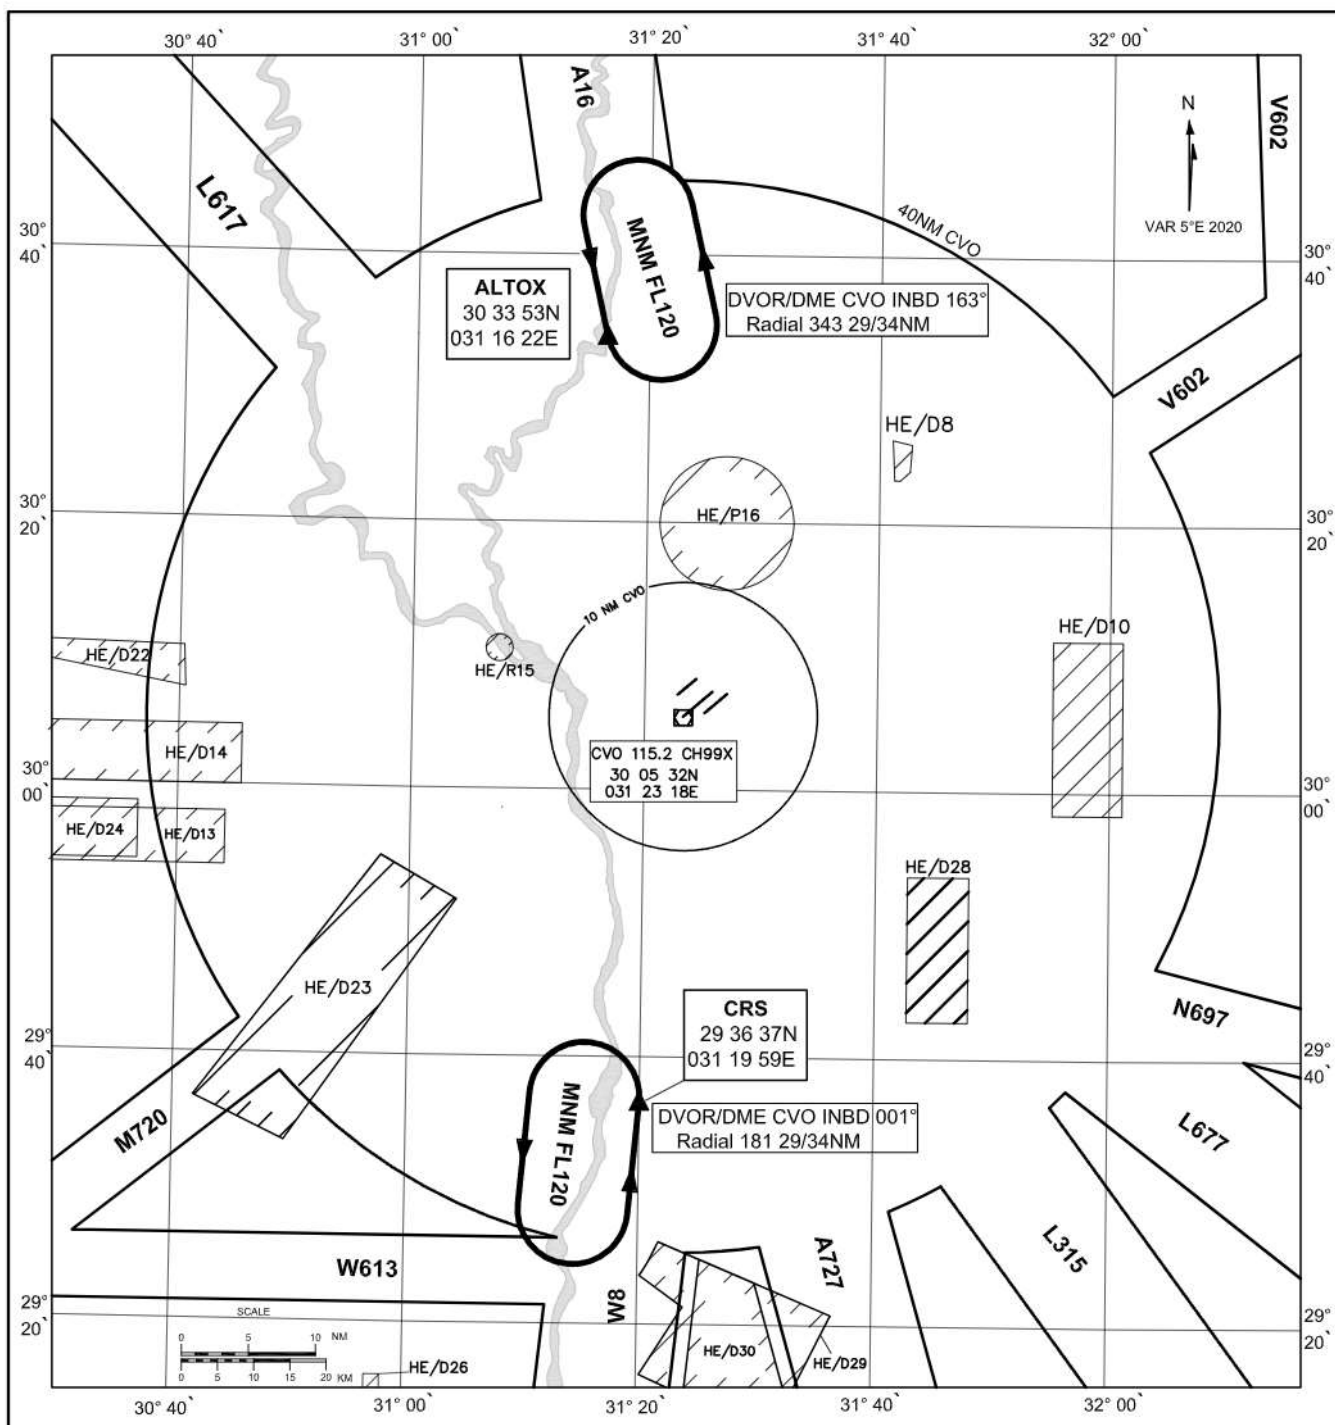 30° 40`
31° 00`
31° 20`
31° 40`
32° 00`
A16
V602
N
VAR 5°E 2020
L617
40NM CVO
30°
40`
30°
40`
MNM FL120
ALTOX
30 33 53N
031 16 22E
DVOR/DME CVO INBD 163°
Radial 343 29/34NM
V602
HE/D8
30°
20`
HE/P16
30°
20`
10 NM CVO
HE/D10
HE/D22
HE/R15
HE/D14
CVO 115.2 CH99X
30 05 32N
031 23 18E
30°
00`
30°
00`
HE/D24
HE/D13
HE/D28
HE/D23
CRS
29 36 37N
031 19 59E
N697
29°
40`
29°
40`
MNM FL120
DVOR/DME CVO INBD 001°
Radial 181 29/34NM
M720
L677
L315
A727
W613
W8
29°
20`
29°
20`
SCALE
0 5 10 NM
0 5 10 15 20 KM
HE/D26
HE/D30
HE/D29
30° 40`
31° 00`
31° 20`
31° 40`
32° 00`